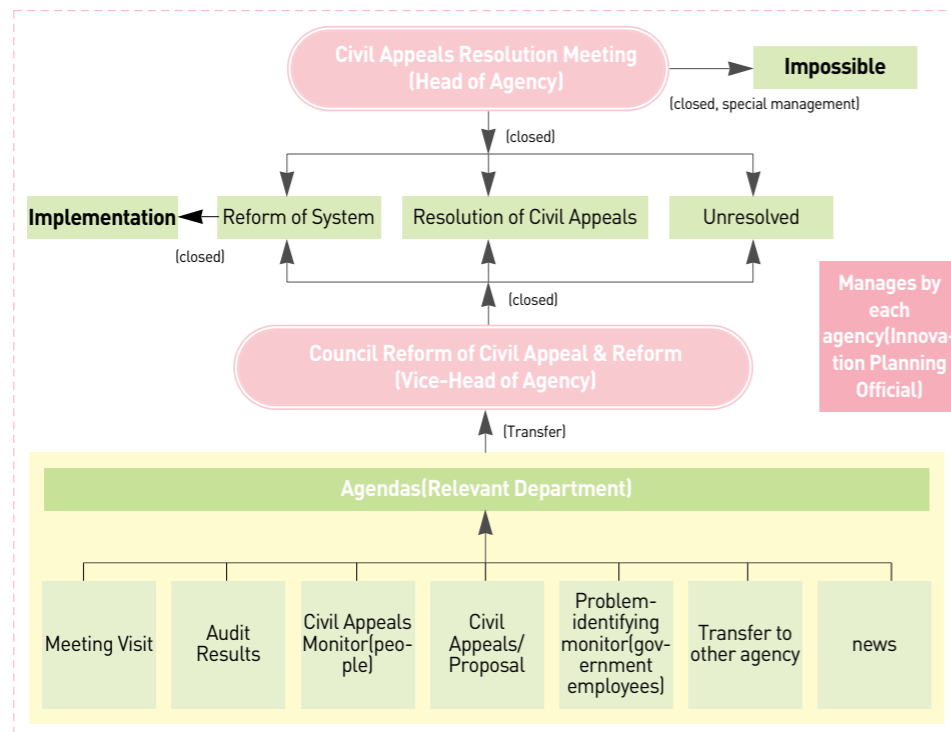 Civil Appeals Resolution Meeting
(Head of Agency)
Impossible
(closed, special management)
(closed)
Implementation
Reform of System
Resolution of Civil Appeals
Unresolved
(closed)
(closed)
Manages by
each
agency(Innova-
tion Planning
Official)
Council Reform of Civil Appeal & Reform
(Vice-Head of Agency)
(Transfer)
Agendas(Relevant Department)
Meeting Visit
Audit
Results
Civil Appeals
Monitor(peo-
ple)
Civil
Appeals/
Proposal
Problem-
identifying
monitor(gov-
ernment
employees)
Transfer to
other agency
news